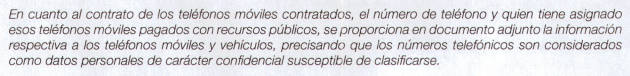 En cuanto al contrato de los teléfonos móviles contratados, el número de teléfono y quien tiene asignado
esos teléfonos móviles pagados con recursos públicos, se proporciona en documento adjunto la información
respectiva a los teléfonos móviles y vehículos, precisando que los números telefónicos son considerados
como datos personales de carácter confidencial susceptible de clasificarse.